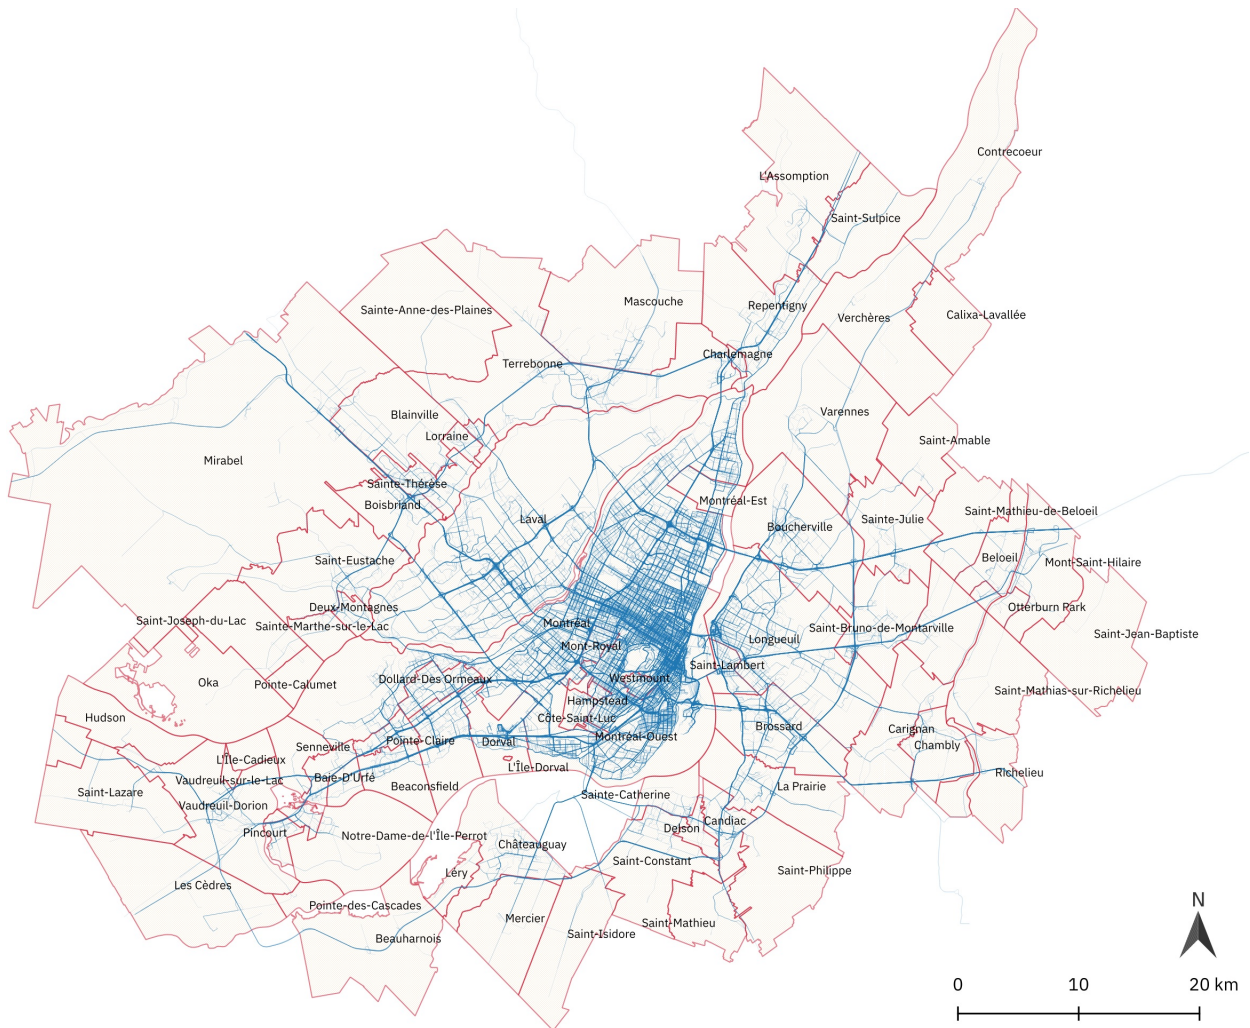 Contrecoeur
L'Assomption
Saint-Sulpice
Mascouche
Repentigny
Sainte-Anne-des-Plaines
Calixa-Lavallée
Verchères
Charlemagne
Terrebonne
Varennes
Blainville
Lorraine
Saint-Amable
Mirabel
Sainte-Thérèse
Boisbriand
Montréal-Est
Saint-Mathieu-de-Beloeil
Laval
Sainte-Julie
Boucherville
Saint-Eustache
Beloeil
Mont-Saint-Hilaire
Deux-Montagnes
Otterburn Park
Saint-Joseph-du-Lac
Sainte-Marthe-sur-le-Lac
Montréal
Saint-Bruno-de-Montarville
Saint-Jean-Baptiste
Longueuil
Mont-Royal
Saint-Lambert
Oka
Pointe-Calumet
Dollard-Des Ormeaux
Westmount
Saint-Mathias-sur-Richelieu
Hampstead
Hudson
Côte-Saint-Luc
Brossard
Carignan
Montréal-Ouest
Pointe-Claire
Dorval
Senneville
Chambly
L'Île-Cadieux
L'Île-Dorval
Richelieu
Vaudreuil-sur-le-Lac
Baie-D'Urfé
Beaconsfield
La Prairie
Saint-Lazare
Sainte-Catherine
Vaudreuil-Dorion
Candiac
Delson
Pincourt
Notre-Dame-de-l'Île-Perrot
Châteauguay
Saint-Constant
Saint-Philippe
Léry
Les Cèdres
N
Pointe-des-Cascades
Mercier
Saint-Mathieu
Saint-Isidore
Beauharnois
0 10 20 km